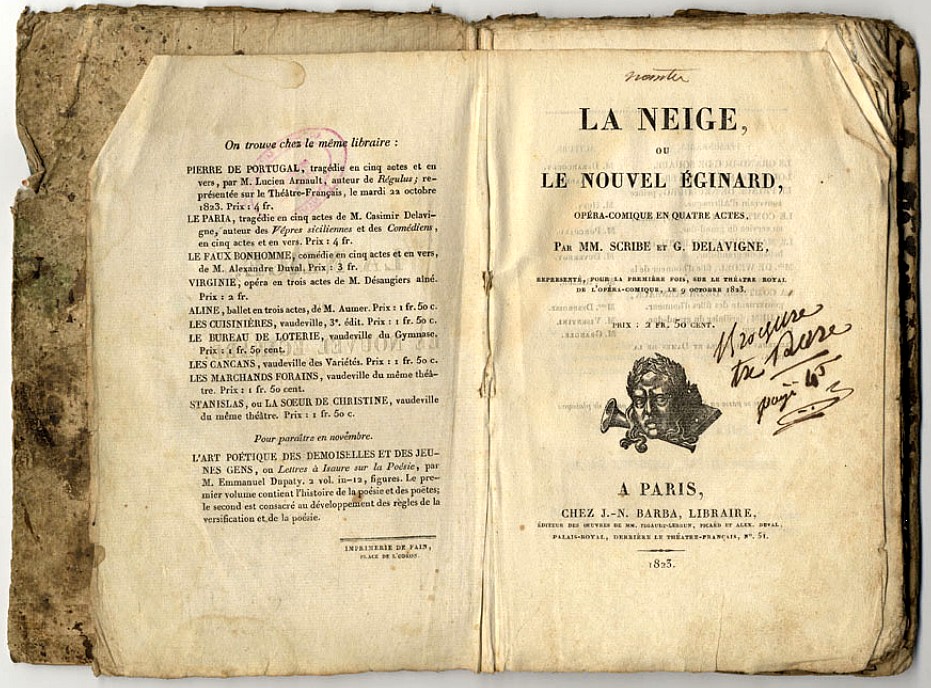 On trouve chez le même libraire :
PIERRE DE PORTUGAL, tragédie en cinq actes et en
vers, par M. Lucien Arnault, auteur de Régulus; re-
présentée sur le Théâtre-Français, le mardi 22 octobre
1823. Prix : 4 fr.
LE PARIA, tragédie en cinq actes de M. Casimir Delavi-
gne, auteur des Vêpres siciliennes et des Comédiens,
en cinq actes et en vers. Prix : 4 fr.
LE FAUX BONHOMME, comédie en cinq actes et en vers,
de M. Alexandre Duval. Prix : 3 fr.
VIRGINIE, opéra en trois actes de M. Désaugiers aîné.
Prix : 2 fr.
ALINE, ballet en trois actes, de M. Aumer. Prix : 1 fr. 50 c.
LES CUISINIÈRES, vaudeville, 3e. édit. Prix : 1 fr. 50 c.
LE BUREAU DE LOTERIE, vaudeville du Gymnase.
Prix : 1 fr. 50 cent.
LES CANCANS, vaudeville des Variétés. Prix : 1 fr. 50 c.
LES MARCHANDS FORAINS, vaudeville du même théâ-
tre. Prix : 1 fr. 50 cent.
STANISLAS, ou LA SOEUR DE CHRISTINE, vaudeville
du même théâtre. Prix : 1 fr. 50 c.
Pour paraître en novembre.
L'ART POÉTIQUE DES DEMOISELLES ET DES JEU-
NES GENS, ou Lettres à Isaure sur la Poésie, par
M. Emmanuel Dupaty. 2 vol. in-12, figures. Le pre-
mier volume contient l'histoire de la poésie et des poëtes;
le second est consacré au développement des règles de la
versification et de la poésie.
IMPRIMERIE DE FAIN,
PLACE DE L'ODÉON.
LA NEIGE,
OU
LE NOUVEL ÉGINARD,
OPÉRA-COMIQUE EN QUATRE ACTES,
PAR MM. SCRIBE ET G. DELAVIGNE,
REPRÉSENTÉ, POUR LA PREMIÈRE FOIS, SUR LE THÉATRE ROYAL
DE L'OPÉRA-COMIQUE, LE 9 OCTOBRE 1823.
PRIX : 2 FR. 50 CENT.
A PARIS,
CHEZ J.-N. BARBA, LIBRAIRE,
ÉDITEUR DES OEUVRES DE MM. PIGAULT-LEBRUN, PICARD ET ALEX. DUVAL,
PALAIS-ROYAL, DERRIÈRE LE THÉATRE-FRANÇAIS, No. 51.
1823.